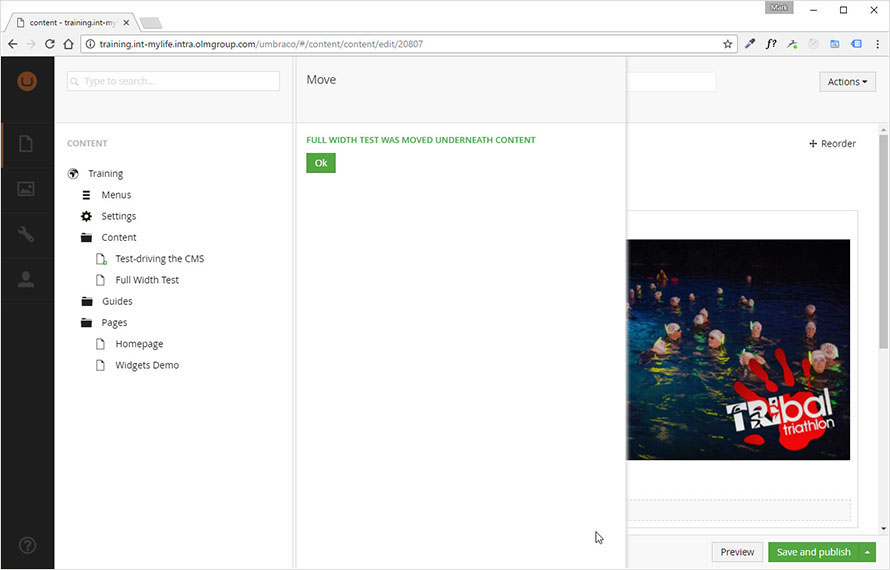 Mark
content - training.int-myl
training.int-mylife.intra.olmgroup.com/umbraco/#/content/content/edit/20807
f?
Type to search...
Move
Actions
CONTENT
FULL WIDTH TEST WAS MOVED UNDERNEATH CONTENT
Ok
Reorder
Training
Menus
Settings
Content
Test-driving the CMS
Full Width Test
Guides
Pages
Homepage
Widgets Demo
TRIbal
triathlon
Preview
Save and publish